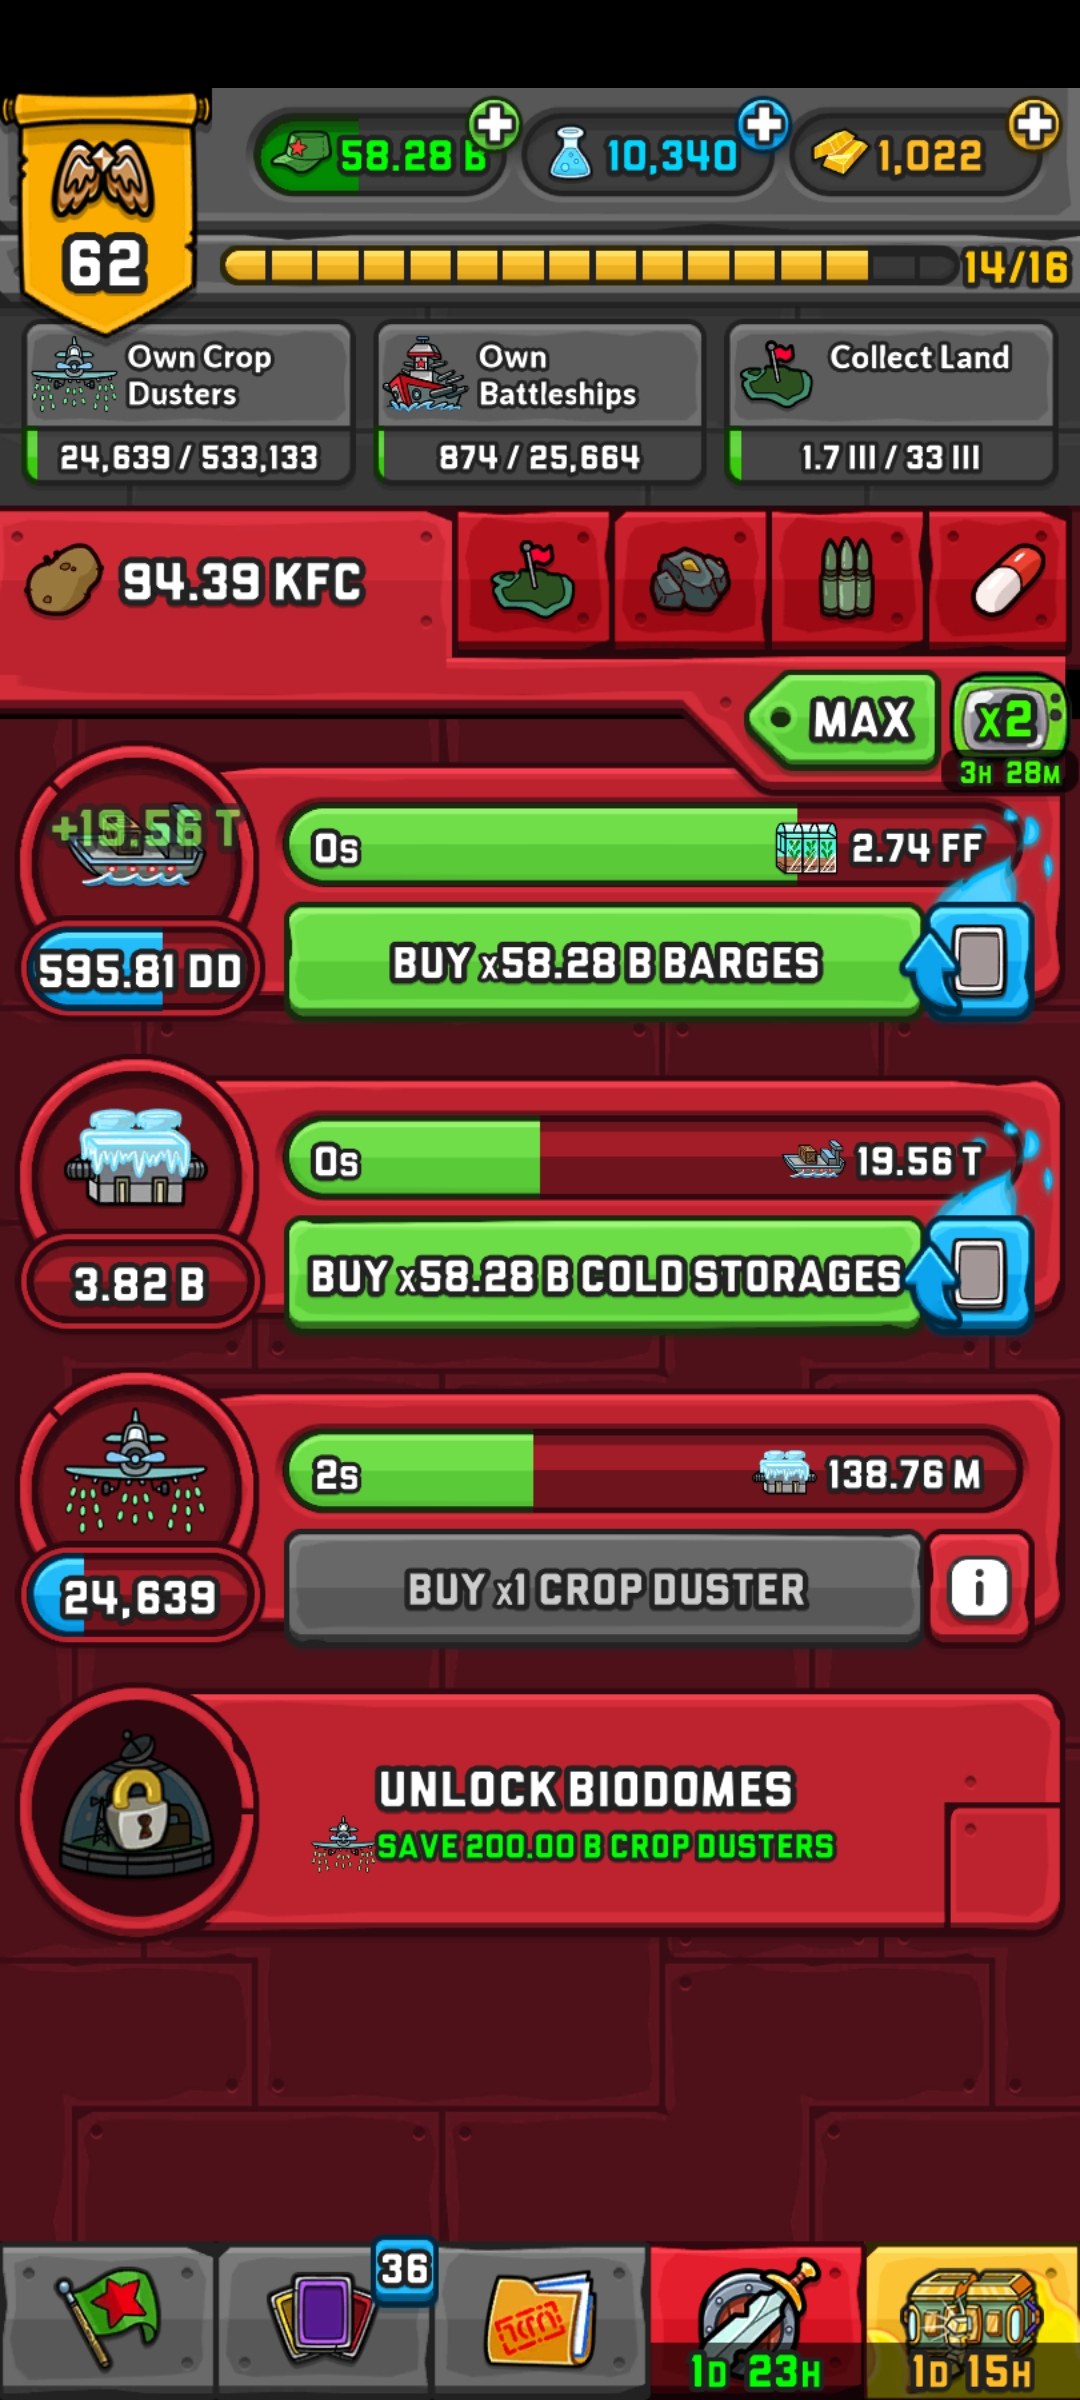 58.28 B
10,340
1,022
62
14/16
Own Crop
Dusters
24,639 / 533,133
Own
Battleships
874 / 25,664
Collect Land
1.7 III / 33 III
94.39 KFC
MAX
x2
3H 28M
+19.56 T
0s
2.74 FF
595.81 DD
BUY x58.28 B BARGES
0s
19.56 T
3.82 B
BUY x58.28 B COLD STORAGES
2s
138.76 M
24,639
BUY x1 CROP DUSTER
i
UNLOCK BIODOMES
SAVE 200.00 B CROP DUSTERS
36
1D 23H
1D 15H